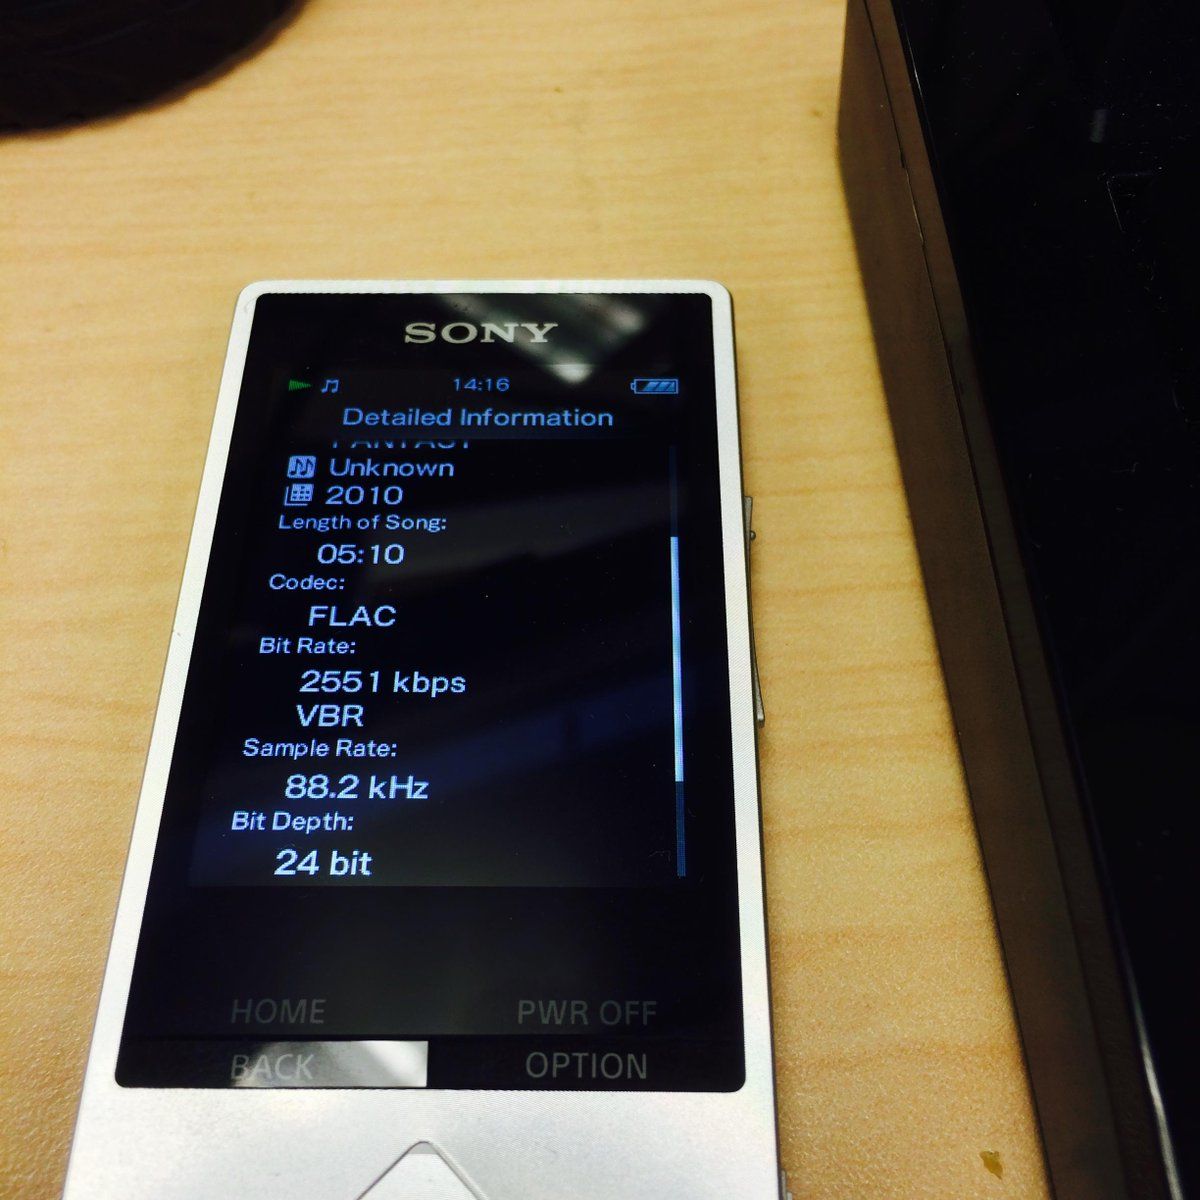 SONY
14:16
Detailed Information
FANTASY
Unknown
2010
Length of Song:
05:10
Codec:
FLAC
Bit Rate:
2551 kbps
VBR
Sample Rate:
88.2 kHz
Bit Depth:
24 bit
HOME PWR OFF
BACK OPTION